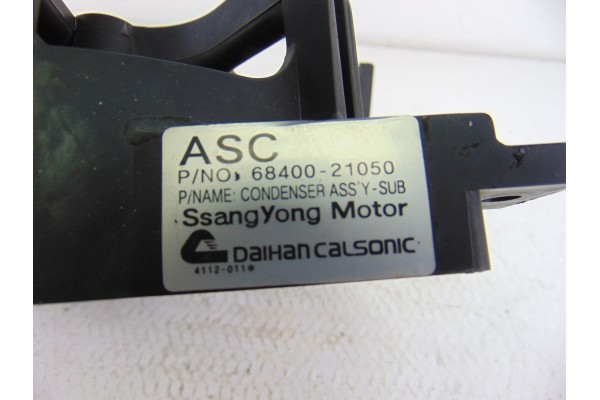 ASC
P/NO, 68400-21050
P/NAME: CONDENSER ASS'Y-SUB
SsangYong Motor
DAIHAN CALSONIC
4112-011*